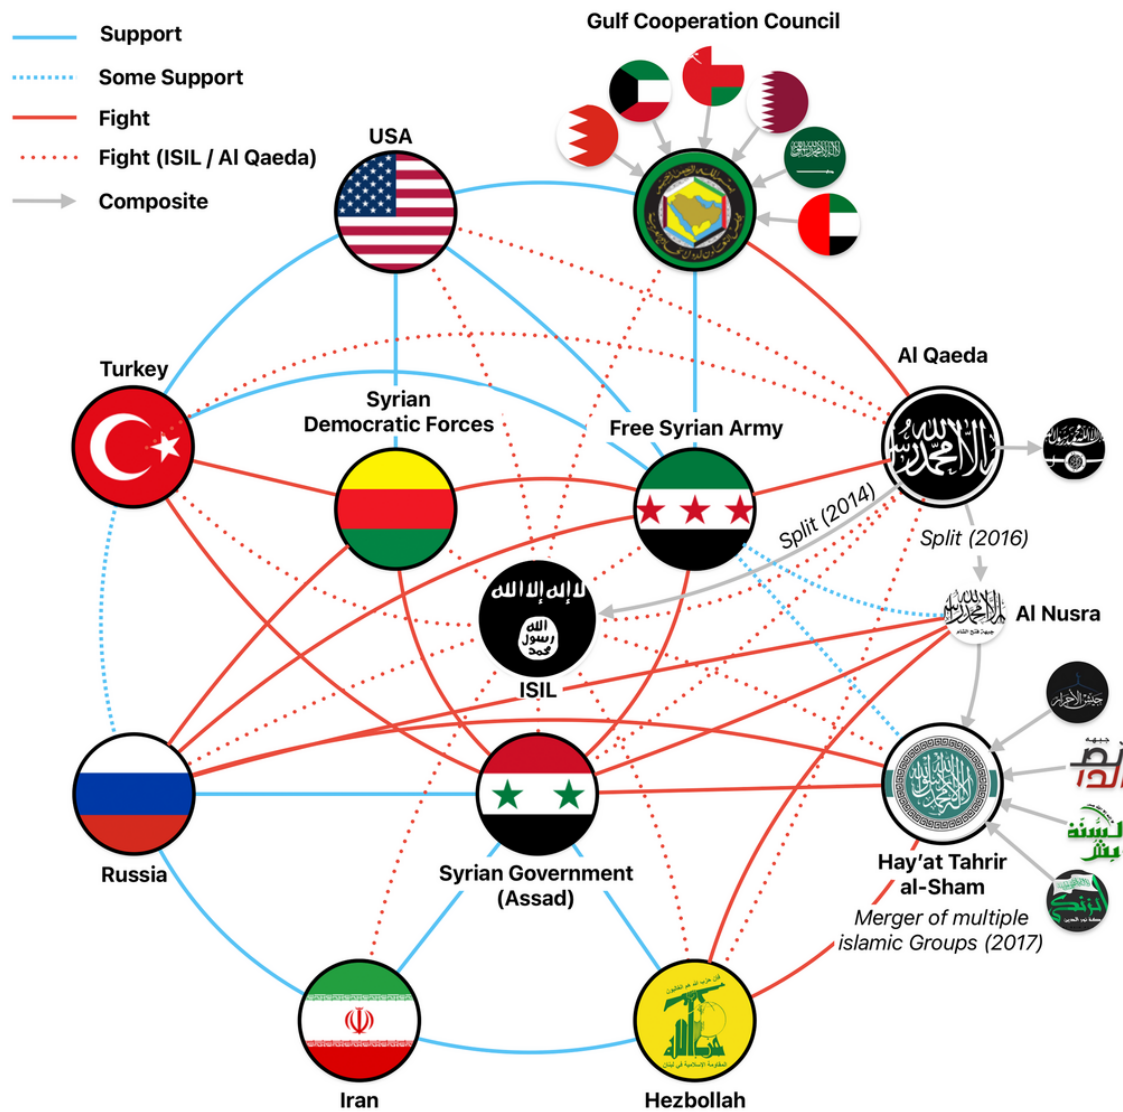 Support
Some Support
Fight
Fight (ISIL / Al Qaeda)
Composite
Gulf Cooperation Council
USA
Turkey
Syrian
Democratic Forces
Free Syrian Army
Al Qaeda
Split (2014)
Split (2016)
Al Nusra
لا إله إلا الله
الله
رسول
محمد
ISIL
Russia
Syrian Government
(Assad)
Hay’at Tahrir
al-Sham
Merger of multiple
islamic Groups (2017)
Iran
Hezbollah